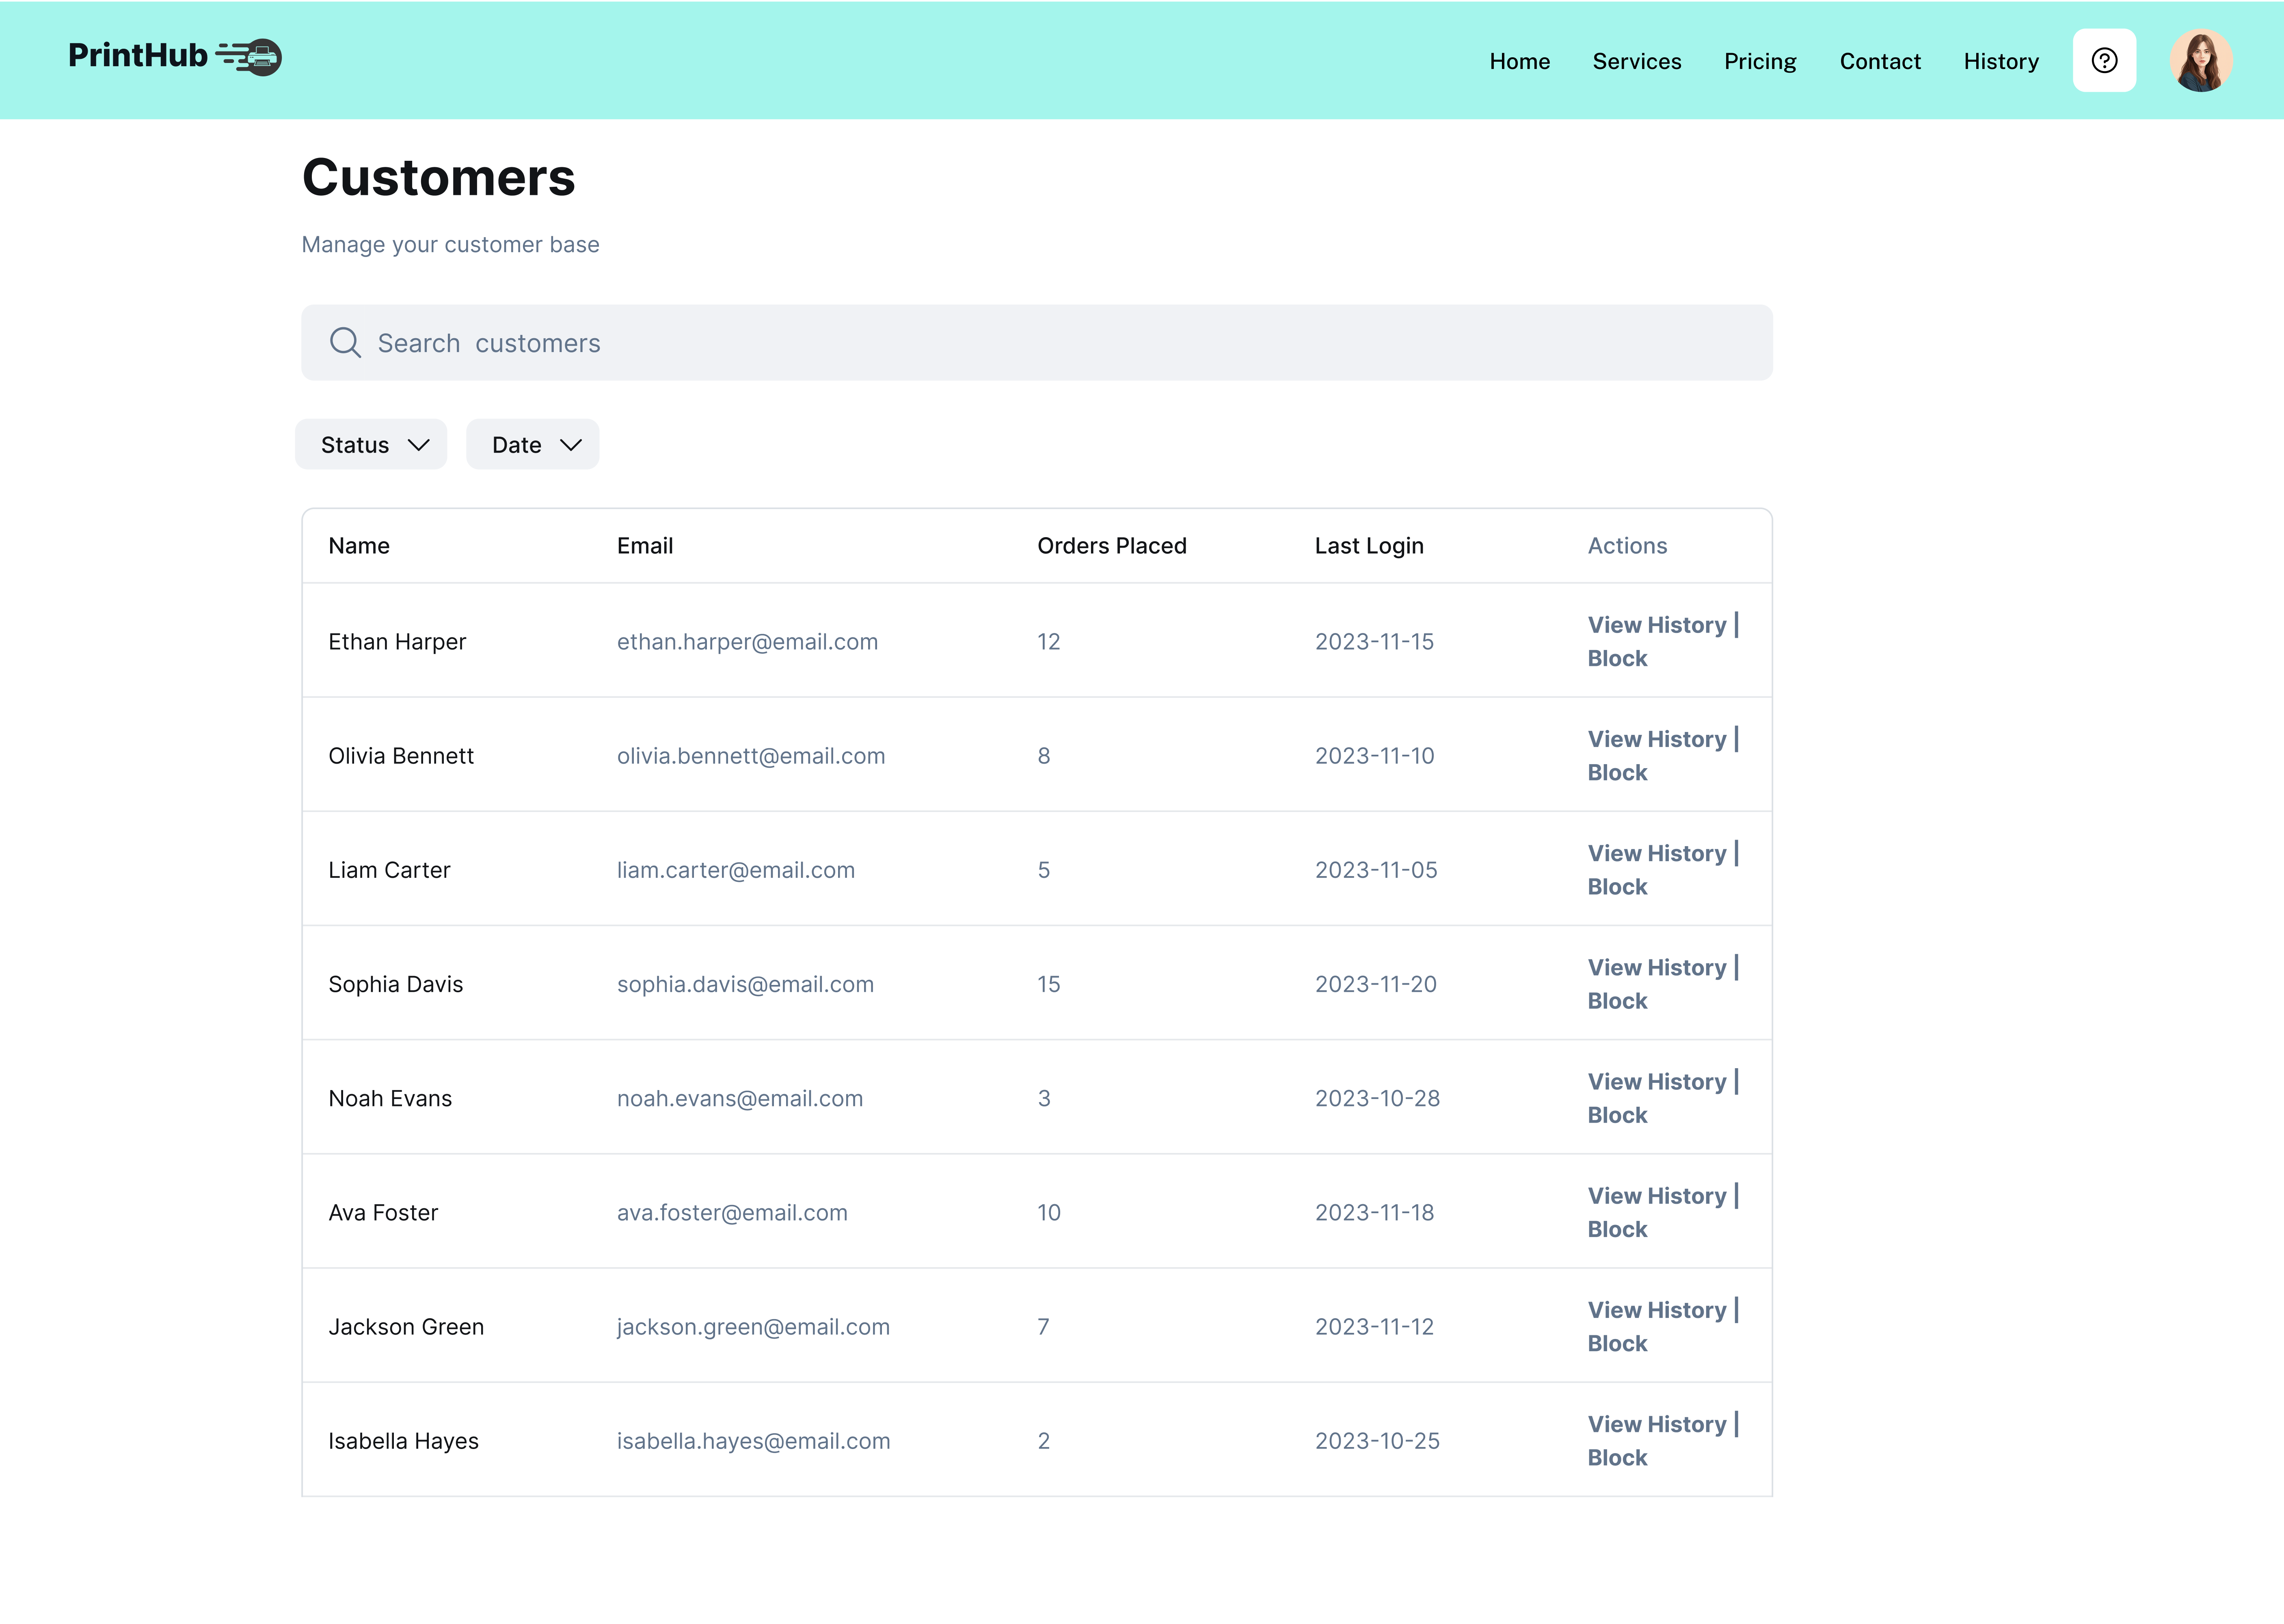 PrintHub
Home Services Pricing Contact History ?
Customers
Manage your customer base
Search customers
Status Date
Name Email Orders Placed Last Login Actions
Ethan Harper ethan.harper@email.com 12 2023-11-15 View History |
Block
Olivia Bennett olivia.bennett@email.com 8 2023-11-10 View History |
Block
Liam Carter liam.carter@email.com 5 2023-11-05 View History |
Block
Sophia Davis sophia.davis@email.com 15 2023-11-20 View History |
Block
Noah Evans noah.evans@email.com 3 2023-10-28 View History |
Block
Ava Foster ava.foster@email.com 10 2023-11-18 View History |
Block
Jackson Green jackson.green@email.com 7 2023-11-12 View History |
Block
Isabella Hayes isabella.hayes@email.com 2 2023-10-25 View History |
Block